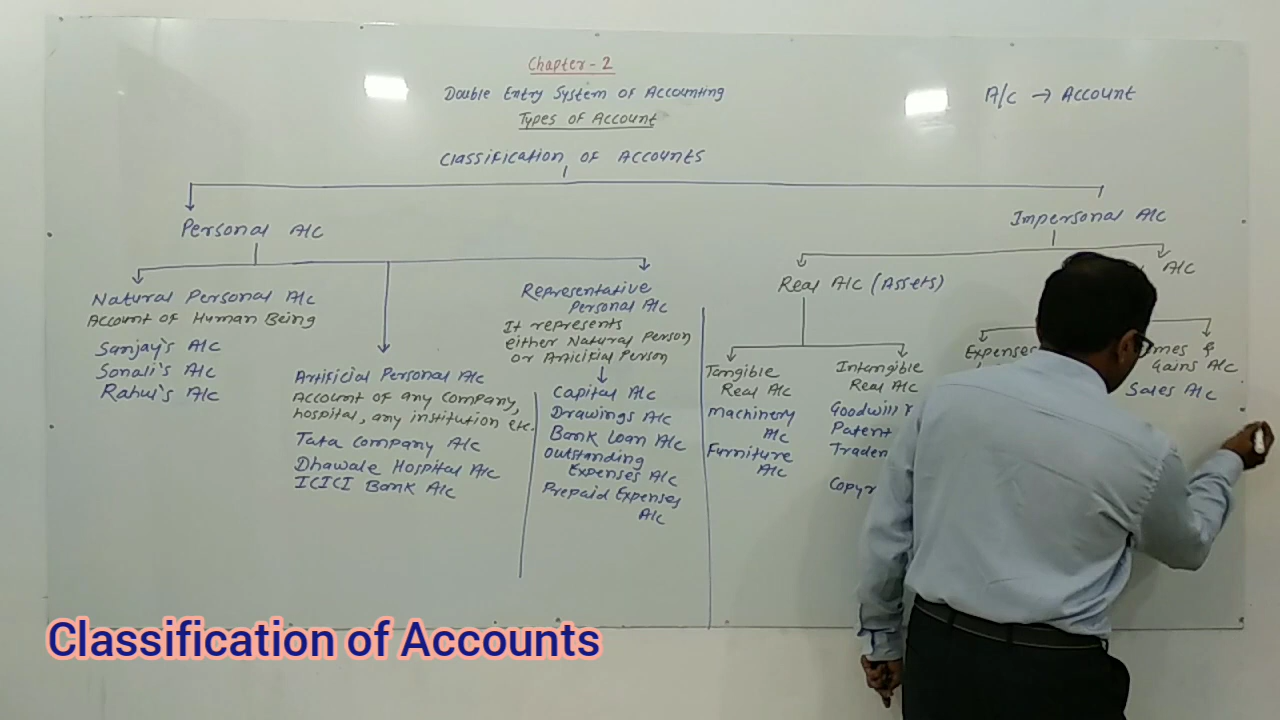 Chapter-2
Double Entry System of Accounting
A/c → Account
Types of Account
Classification of Accounts
Personal A/c
Impersonal A/c
Natural Personal A/c
Account of Human Being
Sanjay's A/c
Sonali's A/c
Rahul's A/c
Artificial Personal A/c
Account of any company,
hospital, any institution etc.
Tata Company A/c
Dhawale Hospital A/c
ICICI Bank A/c
Representative
Personal A/c
It represents
either Natural Person
or Articifial Person
Capital A/c
Drawings A/c
Bank Loan A/c
Outstanding
Expenses A/c
Prepaid Expenses
A/c
Real A/c (Assets)
Tangible
Real A/c
Machinery
A/c
Furniture
A/c
Intangible
Real A/c
Goodwill
Patent
A/c
Expenses
&
Gains A/c
Sales A/c
Classification of Accounts